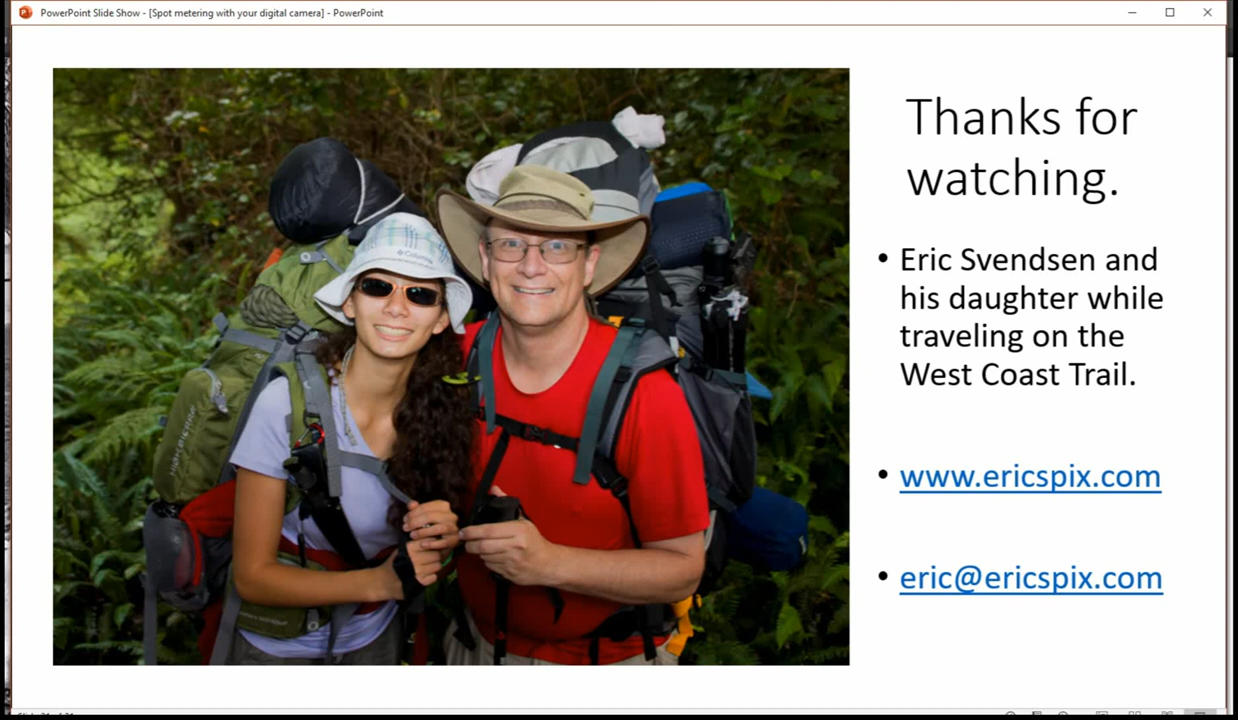 PowerPoint Slide Show - [Spot metering with your digital camera] - PowerPoint
Thanks for
watching.
• Eric Svendsen and
his daughter while
traveling on the
West Coast Trail.
• www.ericspix.com
• eric@ericspix.com
Columbia